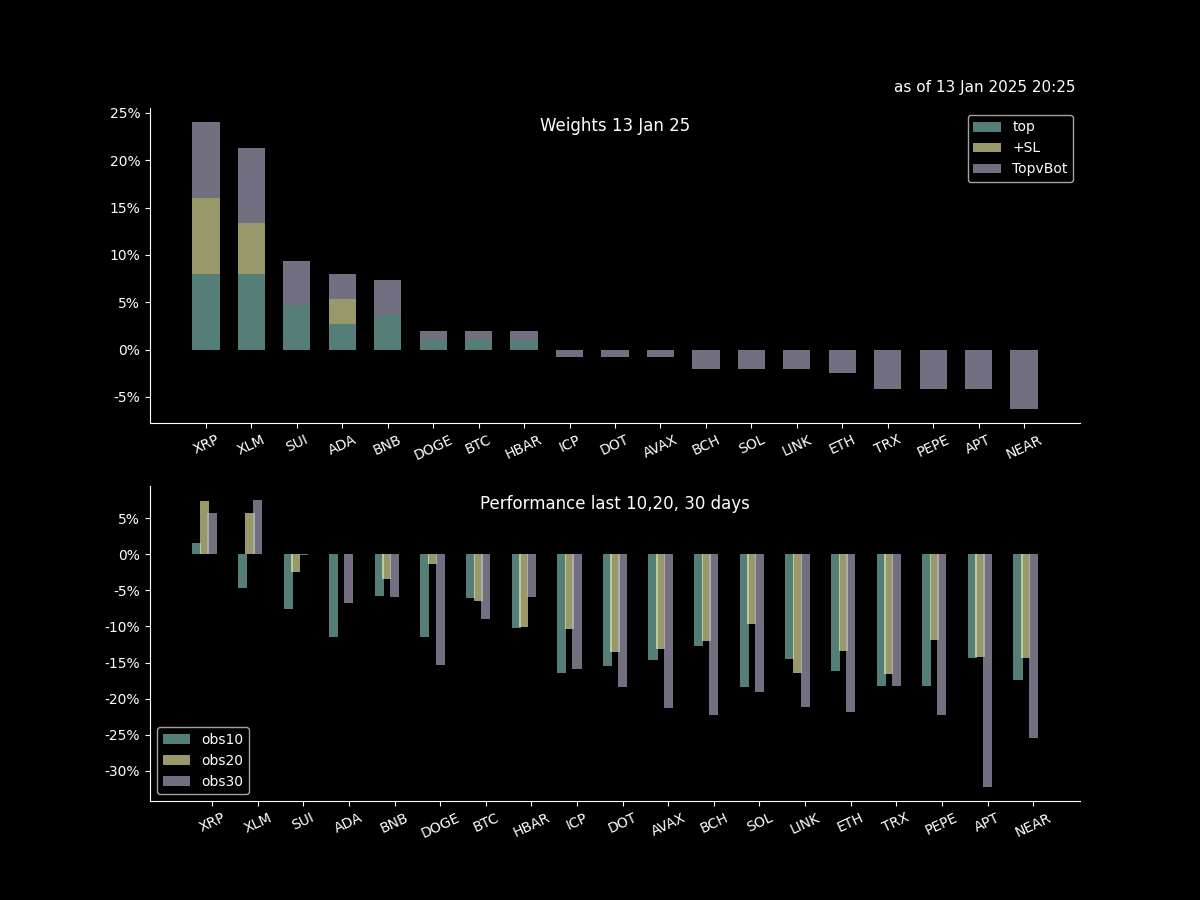 as of 13 Jan 2025 20:25
Weights 13 Jan 25
top
+SL
TopvBot
25%
20%
15%
10%
5%
0%
-5%
XRP XLM SUI ADA BNB DOGE BTC HBAR ICP DOT AVAX BCH SOL LINK ETH TRX PEPE APT NEAR
Performance last 10,20, 30 days
5%
0%
-5%
-10%
-15%
-20%
-25%
-30%
obs10
obs20
obs30
XRP XLM SUI ADA BNB DOGE BTC HBAR ICP DOT AVAX BCH SOL LINK ETH TRX PEPE APT NEAR